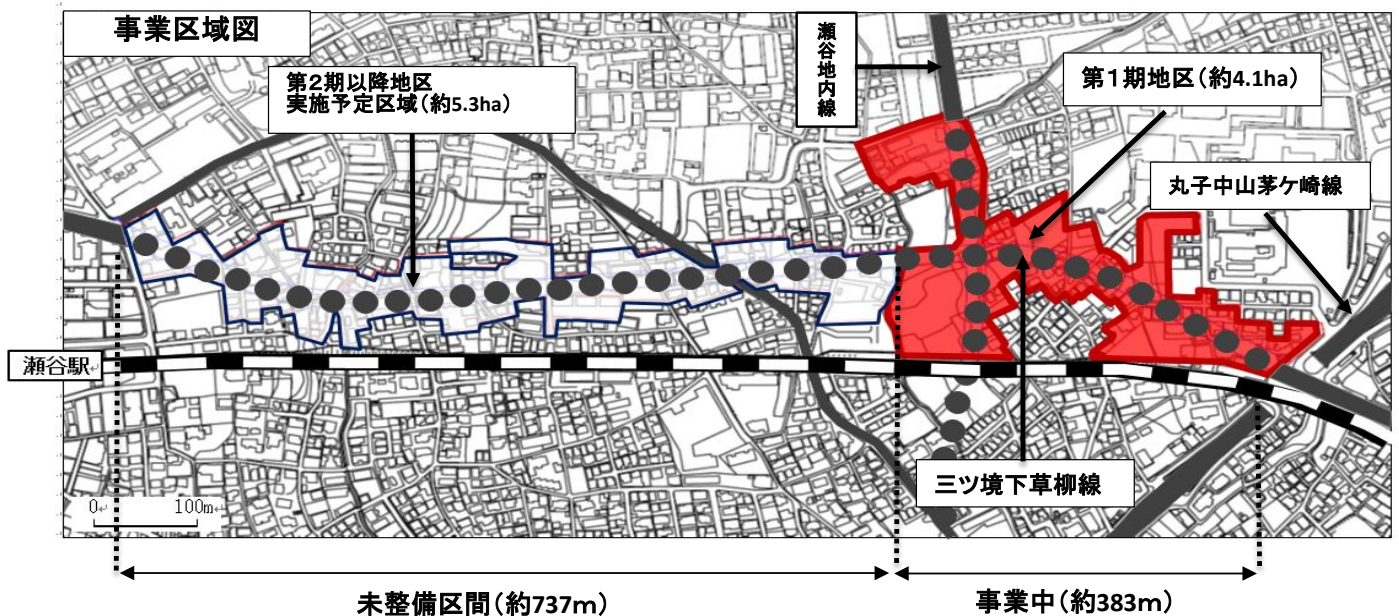 事業区域図
瀬谷地内線
第2期以降地区
実施予定区域(約5.3ha)
第1期地区(約4.1ha)
丸子中山茅ケ崎線
瀬谷駅
三ツ境下草柳線
0 100m
未整備区間(約737m)
事業中(約383m)